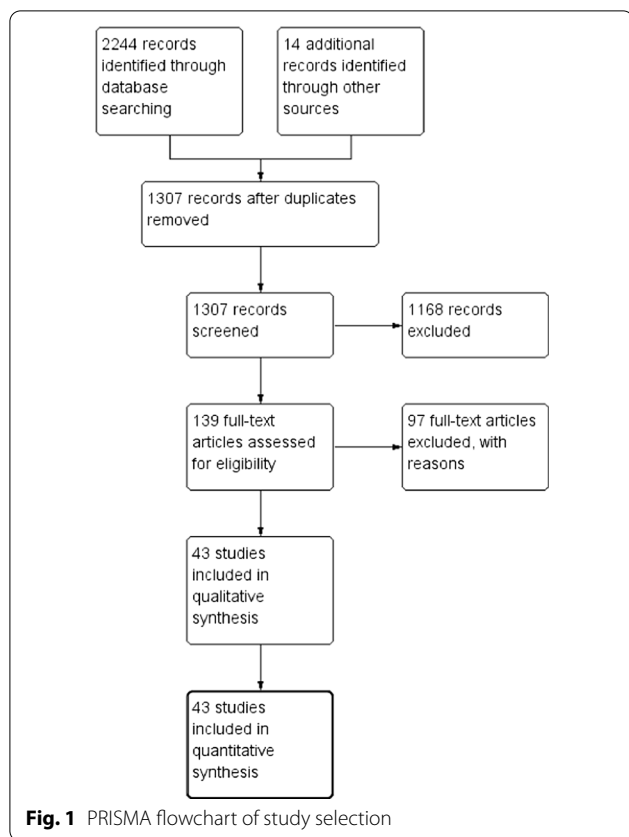 2244 records
identified through
database
searching
14 additional
records identified
through other
sources
1307 records after duplicates
removed
1307 records
screened
1168 records
excluded
139 full-text
articles assessed
for eligibility
97 full-text articles
excluded, with
reasons
43 studies
included in
qualitative
synthesis
43 studies
included in
quantitative
synthesis
Fig. 1 PRISMA flowchart of study selection